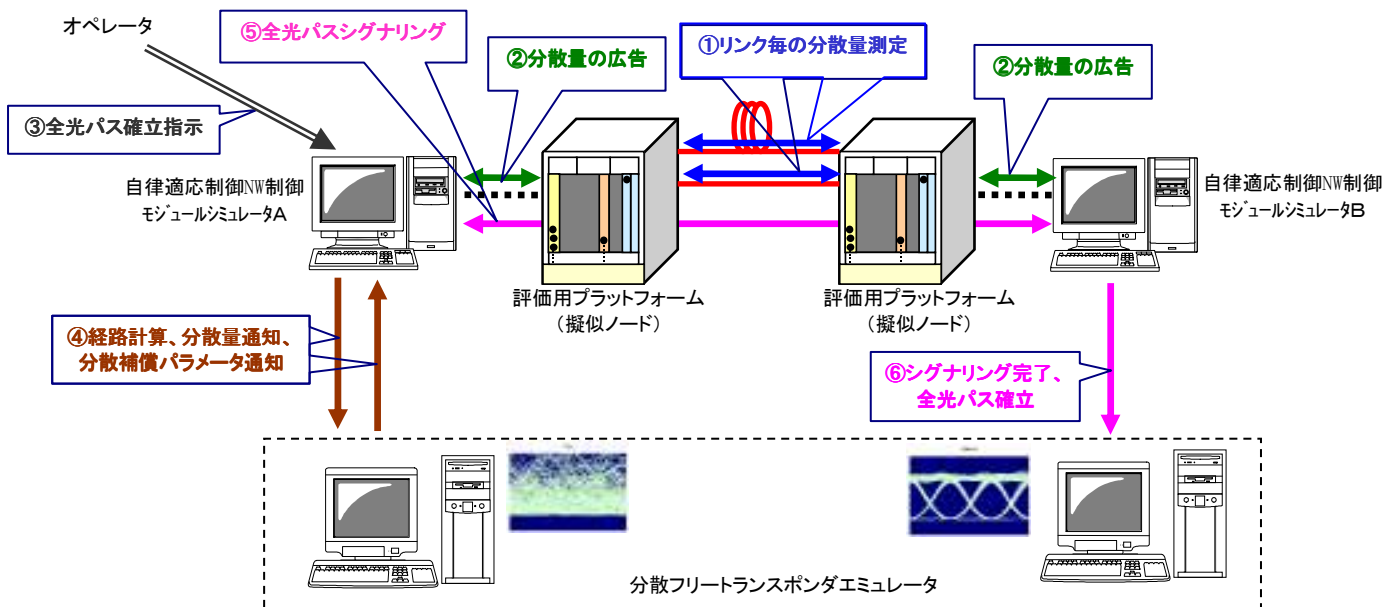 オペレータ
⑤全光パスシグナリング
②分散量の広告
①リンク毎の分散量測定
②分散量の広告
③全光パス確立指示
自律適応制御NW制御
モジュールシミュレータA
自律適応制御NW制御
モジュールシミュレータB
評価用プラットフォーム
（擬似ノード）
評価用プラットフォーム
（擬似ノード）
④経路計算、分散量通知、
分散補償パラメータ通知
⑥シグナリング完了、
全光パス確立
分散フリートランスポンダエミュレータ